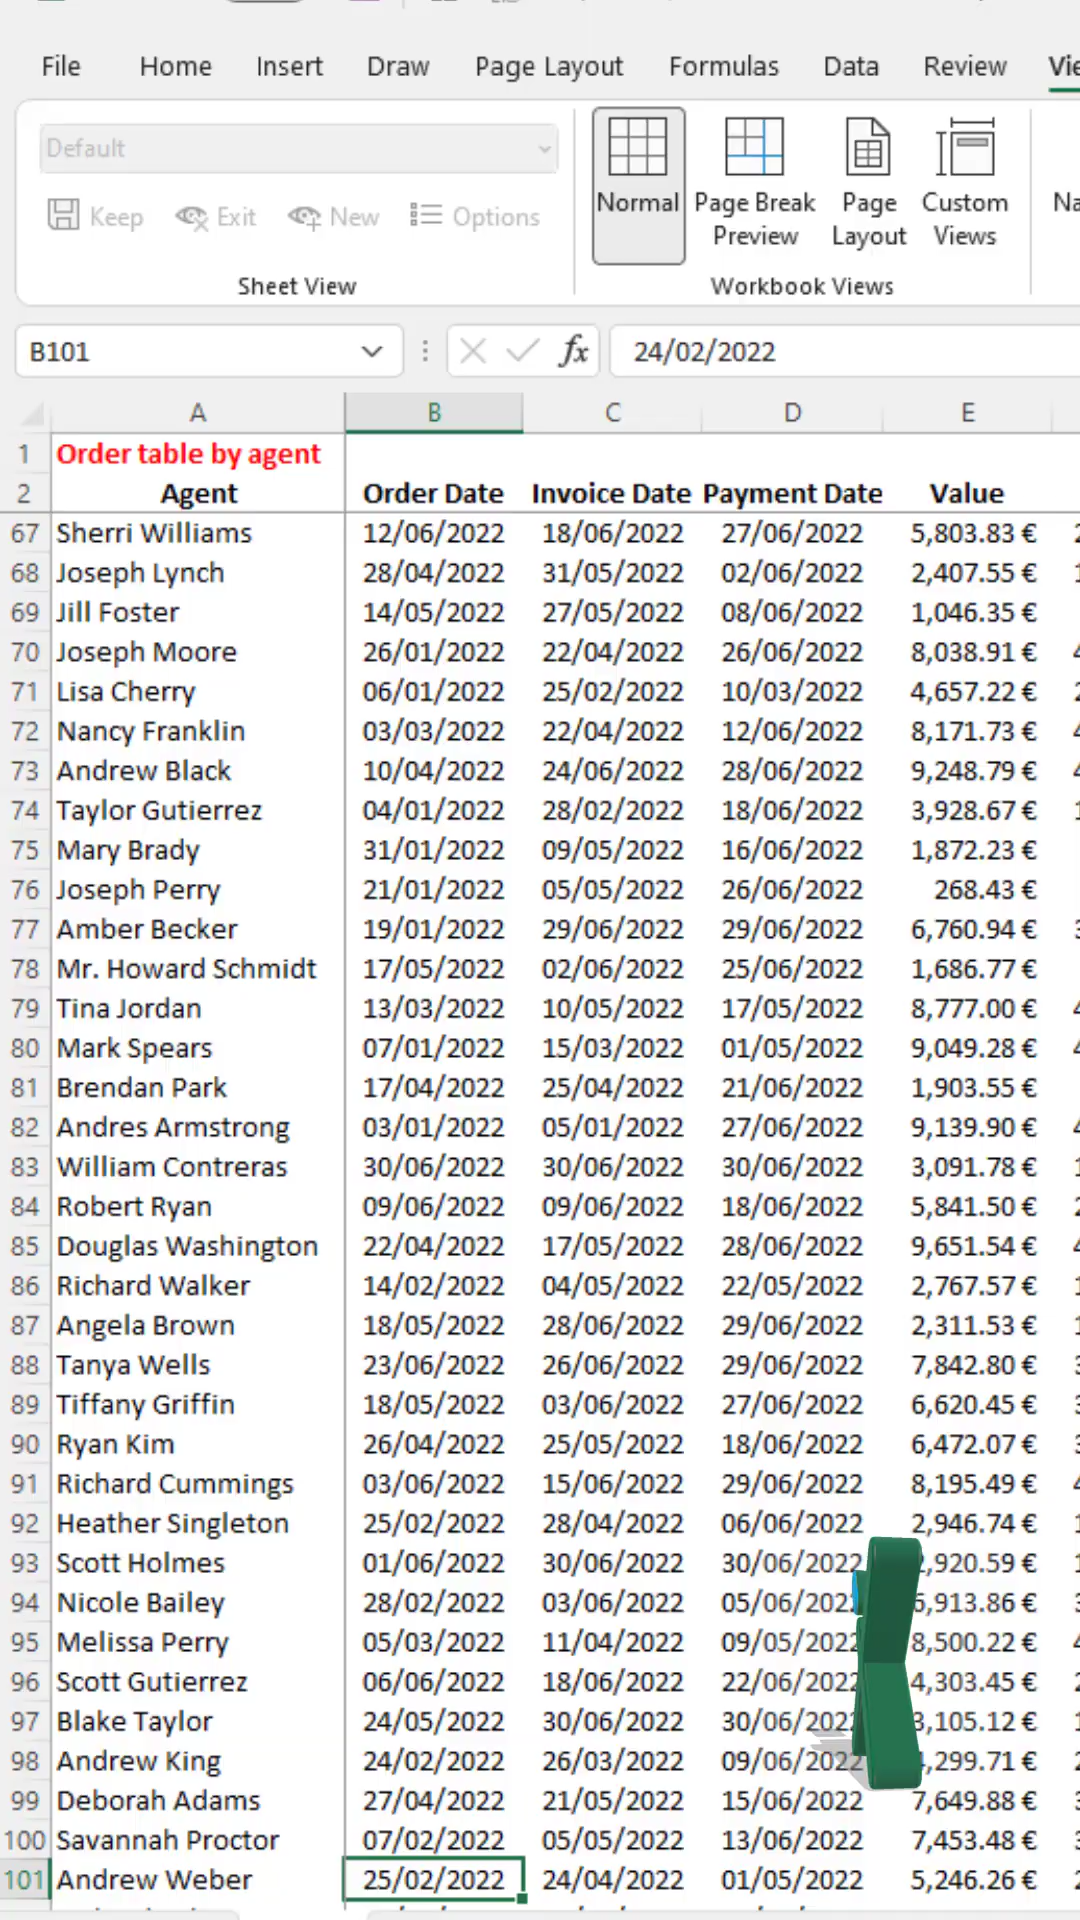 File Home Insert Draw Page Layout Formulas Data Review
Default
Keep Exit New Options
Normal Page Break Preview Page Layout Custom Views
Sheet View Workbook Views
B101 fx 24/02/2022
A B C D E
1 Order table by agent
2 Agent Order Date Invoice Date Payment Date Value
67 Sherri Williams 12/06/2022 18/06/2022 27/06/2022 5,803.83 €
68 Joseph Lynch 28/04/2022 31/05/2022 02/06/2022 2,407.55 €
69 Jill Foster 14/05/2022 27/05/2022 08/06/2022 1,046.35 €
70 Joseph Moore 26/01/2022 22/04/2022 26/06/2022 8,038.91 €
71 Lisa Cherry 06/01/2022 25/02/2022 10/03/2022 4,657.22 €
72 Nancy Franklin 03/03/2022 22/04/2022 12/06/2022 8,171.73 €
73 Andrew Black 10/04/2022 24/06/2022 28/06/2022 9,248.79 €
74 Taylor Gutierrez 04/01/2022 28/02/2022 18/06/2022 3,928.67 €
75 Mary Brady 31/01/2022 09/05/2022 16/06/2022 1,872.23 €
76 Joseph Perry 21/01/2022 05/05/2022 26/06/2022 268.43 €
77 Amber Becker 19/01/2022 29/06/2022 29/06/2022 6,760.94 €
78 Mr. Howard Schmidt 17/05/2022 02/06/2022 25/06/2022 1,686.77 €
79 Tina Jordan 13/03/2022 10/05/2022 17/05/2022 8,777.00 €
80 Mark Spears 07/01/2022 15/03/2022 01/05/2022 9,049.28 €
81 Brendan Park 17/04/2022 25/04/2022 21/06/2022 1,903.55 €
82 Andres Armstrong 03/01/2022 05/01/2022 27/06/2022 9,139.90 €
83 William Contreras 30/06/2022 30/06/2022 30/06/2022 3,091.78 €
84 Robert Ryan 09/06/2022 09/06/2022 18/06/2022 5,841.50 €
85 Douglas Washington 22/04/2022 17/05/2022 28/06/2022 9,651.54 €
86 Richard Walker 14/02/2022 04/05/2022 22/05/2022 2,767.57 €
87 Angela Brown 18/05/2022 28/06/2022 29/06/2022 2,311.53 €
88 Tanya Wells 23/06/2022 26/06/2022 29/06/2022 7,842.80 €
89 Tiffany Griffin 18/05/2022 03/06/2022 27/06/2022 6,620.45 €
90 Ryan Kim 26/04/2022 25/05/2022 18/06/2022 6,472.07 €
91 Richard Cummings 03/06/2022 15/06/2022 29/06/2022 8,195.49 €
92 Heather Singleton 25/02/2022 28/04/2022 06/06/2022 2,946.74 €
93 Scott Holmes 01/06/2022 30/06/2022 30/06/2022
94 Nicole Bailey 28/02/2022 03/06/2022
95 Melissa Perry 05/03/2022 11/04/2022 09/05/2022 8,500.22 €
96 Scott Gutierrez 06/06/2022 18/06/2022 22/06/2022 4,303.45 €
97 Blake Taylor 24/05/2022 30/06/2022 3,105.12 €
98 Andrew King 24/02/2022 26/03/2022 09/06/2022
99 Deborah Adams 27/04/2022 21/05/2022 15/06/2022 7,649.88 €
100 Savannah Proctor 07/02/2022 05/05/2022 13/06/2022 7,453.48 €
101 Andrew Weber 25/02/2022 24/04/2022 01/05/2022 5,246.26 €